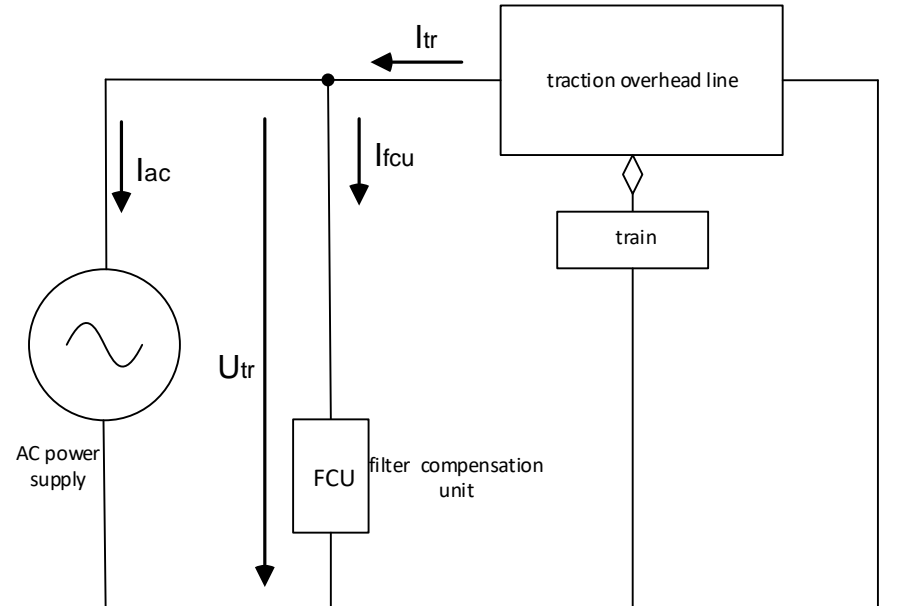 Itr
traction overhead line
Iac
Ifcu
train
Utr
AC power
supply
FCU
filter compensation
unit